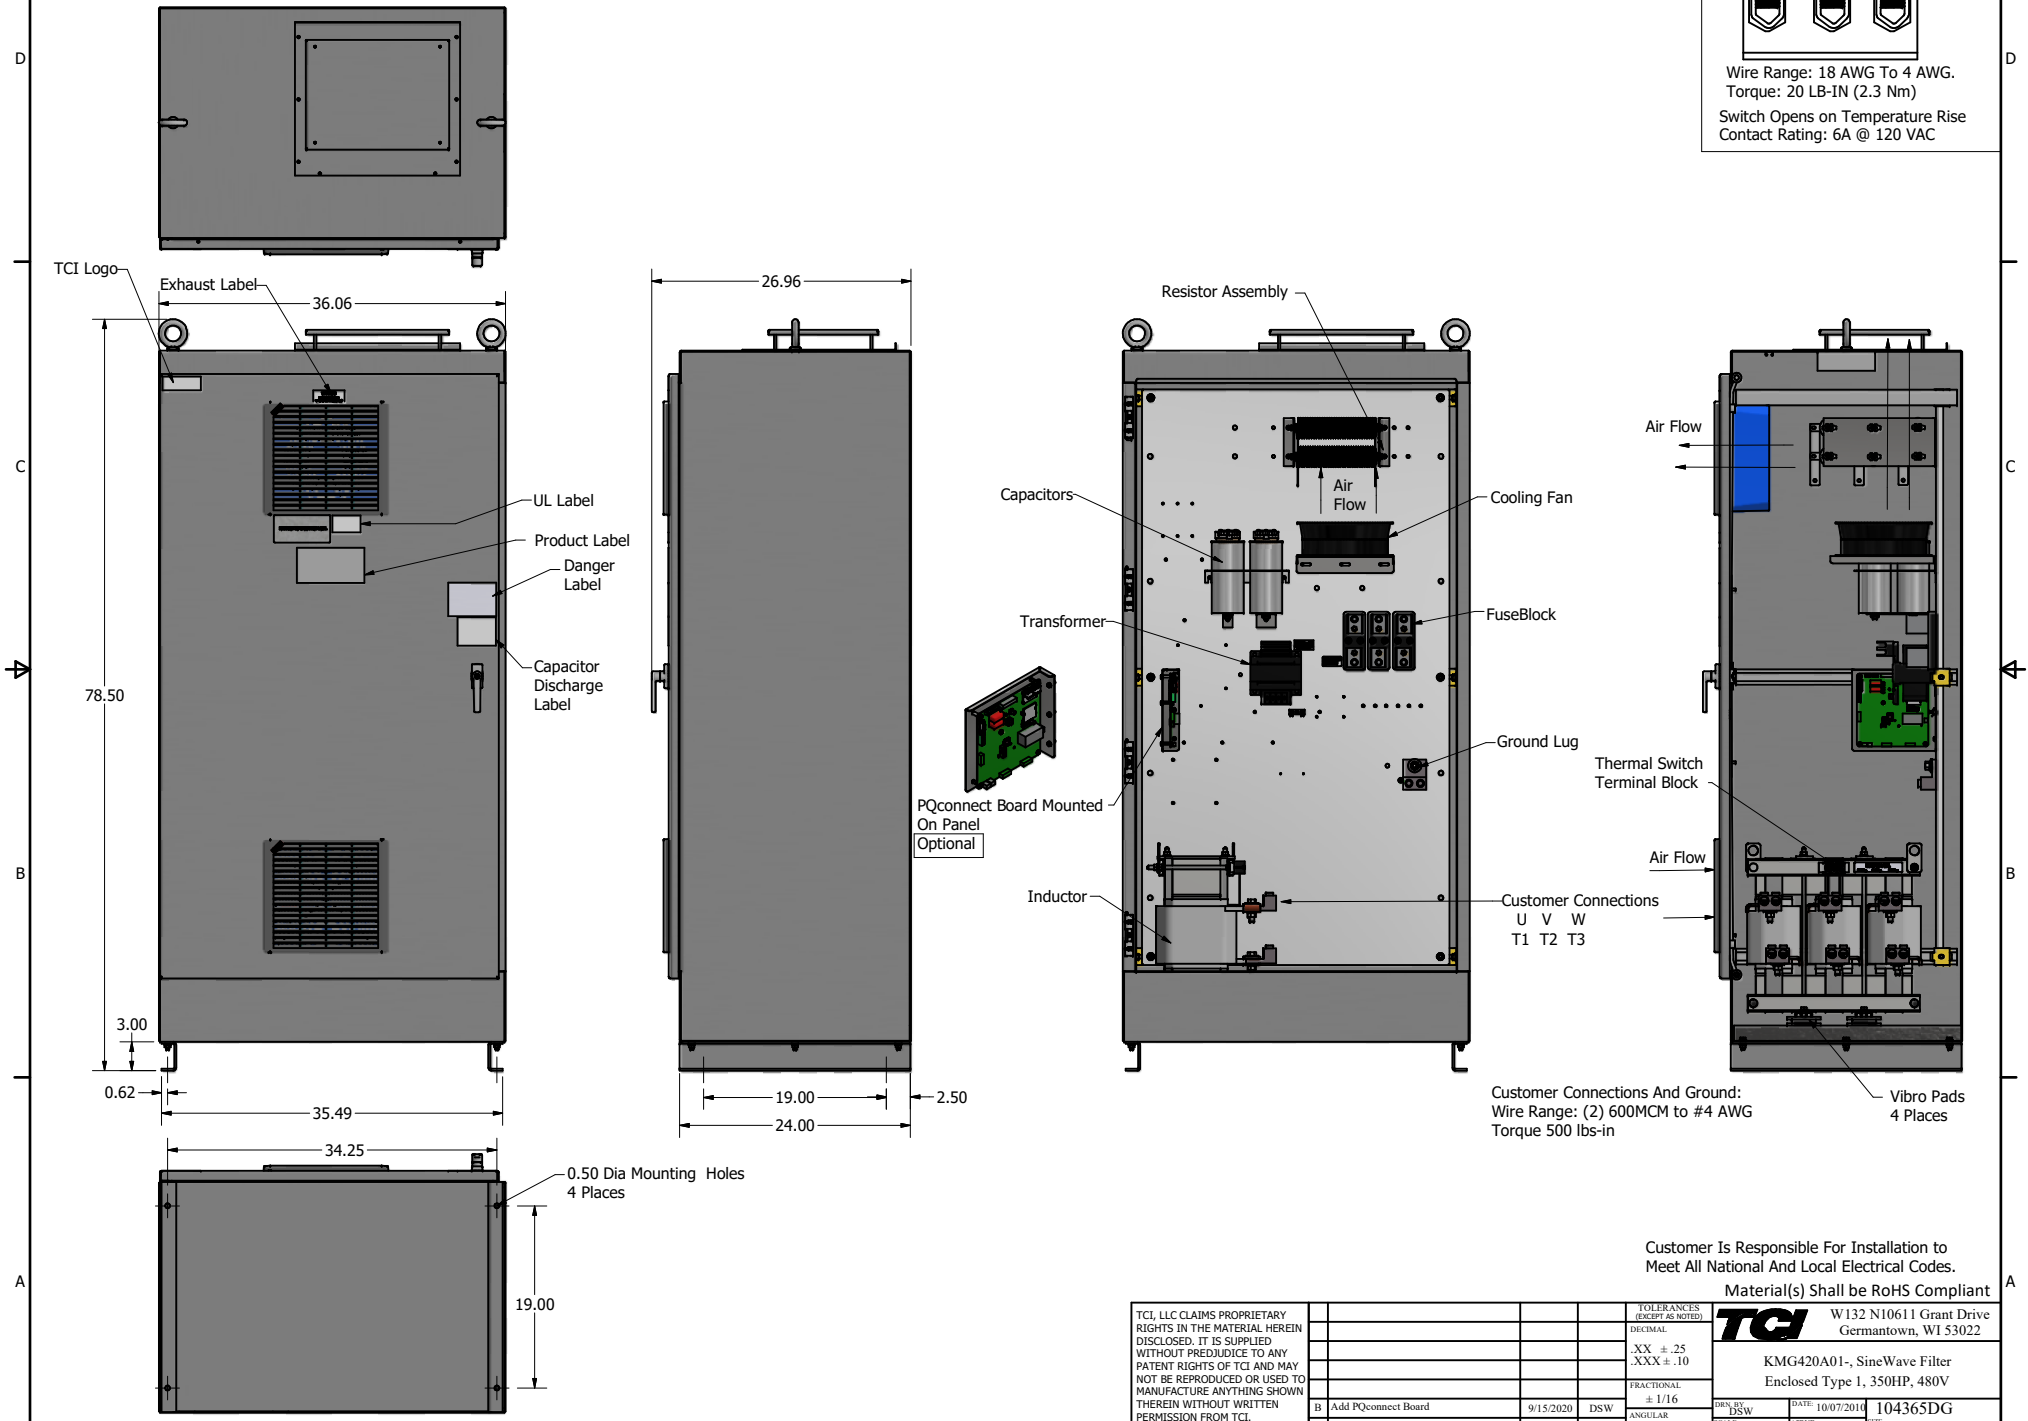 D
D
Wire Range: 18 AWG To 4 AWG.
Torque: 20 LB-IN (2.3 Nm)
Switch Opens on Temperature Rise
Contact Rating: 6A @ 120 VAC
TCI Logo
Exhaust Label
36.06
26.96
Resistor Assembly
Air Flow
C
C
UL Label
Capacitors
Air
Flow
Cooling Fan
Product Label
Danger
Label
Transformer
FuseBlock
Capacitor
Discharge
Label
78.50
Ground Lug
Thermal Switch
Terminal Block
PQconnect Board Mounted
On Panel
Optional
Air Flow
B
B
Inductor
Customer Connections
U V W
T1 T2 T3
3.00
0.62
35.49
19.00
2.50
24.00
Customer Connections And Ground:
Wire Range: (2) 600MCM to #4 AWG
Torque 500 lbs-in
Vibro Pads
4 Places
34.25
0.50 Dia Mounting Holes
4 Places
19.00
A
A
Customer Is Responsible For Installation to
Meet All National And Local Electrical Codes.
Material(s) Shall be RoHS Compliant
TCI, LLC CLAIMS PROPRIETARY
RIGHTS IN THE MATERIAL HEREIN
DISCLOSED. IT IS SUPPLIED
WITHOUT PREDJUDICE TO ANY
PATENT RIGHTS OF TCI AND MAY
NOT BE REPRODUCED OR USED TO
MANUFACTURE ANYTHING SHOWN
THEREIN WITHOUT WRITTEN
PERMISSION FROM TCI.
B Add PQconnect Board 9/15/2020 DSW
TOLERANCES
(EXCEPT AS NOTED)
DECIMAL
.XX ± .25
.XXX ± .10
FRACTIONAL
± 1/16
ANGULAR
TCI
W132 N10611 Grant Drive
Germantown, WI 53022
KMG420A01-, SineWave Filter
Enclosed Type 1, 350HP, 480V
DRN. BY
DSW
DATE: 10/07/2010
104365DG